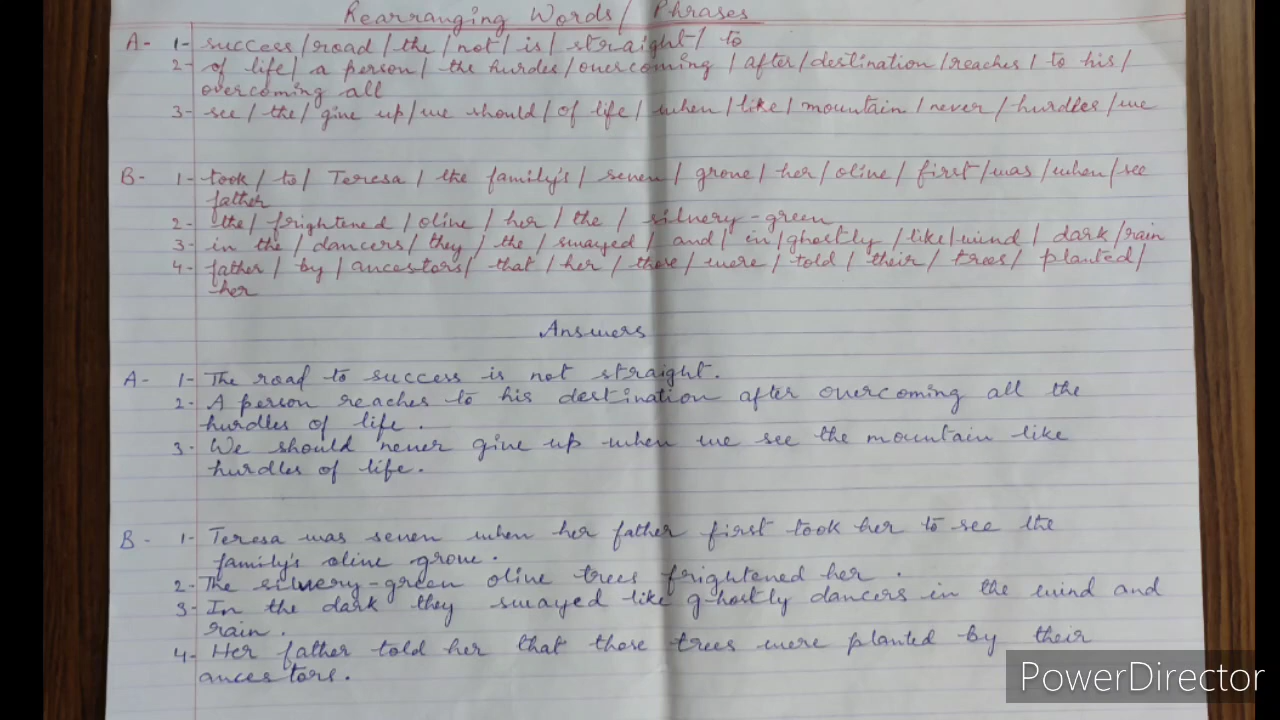 Rearranging Words/ Phrases
A- 1- success/road/the/not/is/straight/to
2- of life/ a person/ the hurdes/overcoming/after/destination/reaches/to his/
overcoming all
3- see/the/give up/we should/of life/when/like/mountain/never/hurdles/we
B- 1- took/to/ Teresa/ the family's/ seven/ grove/her/olive/first/was/when/see
father
2- the/ frightened/olive/her/the/ silvery-green
3- in the/dancers/they/the/swayed/ and/in/ghostly/like/wind/ dark/rain
4- father/by/ancestors/ that/her/those/were/told/their/trees/ planted/
her
Answers
A- 1- The road to success is not straight.
2- A person reaches to his destination after overcoming all the
hurdles of life.
3- We should never give up when we see the mountain like
hurdles of life.
B- 1- Teresa was seven when her father first took her to see the
family's olive grove.
2- The silvery-green olive trees frightened her.
3- In the dark they swayed like ghostly dancers in the wind and
rain.
4- Her father told her that those trees were planted by their
ancestors.
PowerDirector